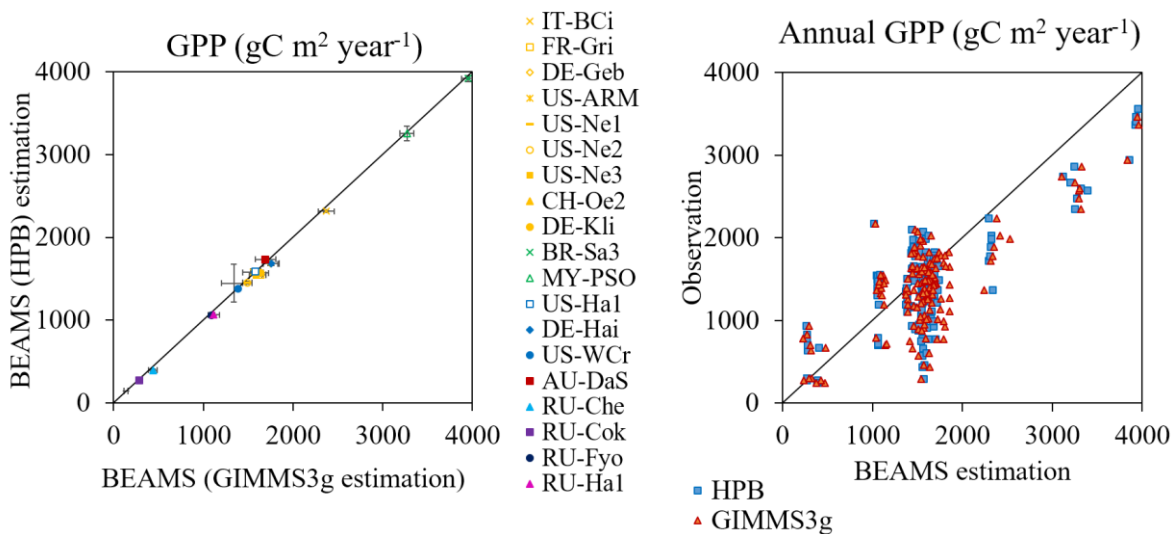 GPP (gC m² year⁻¹)
4000
3000
2000
1000
0
BEAMS (HPB) estimation
0
1000
2000
3000
4000
BEAMS (GIMMS3g estimation)
IT-BCi
FR-Gri
DE-Geb
US-ARM
US-Ne1
US-Ne2
US-Ne3
CH-Oe2
DE-Kli
BR-Sa3
MY-PSO
US-Ha1
DE-Hai
US-WCr
AU-DaS
RU-Che
RU-Cok
RU-Fyo
RU-Ha1
Annual GPP (gC m² year⁻¹)
4000
3000
2000
1000
0
Observation
0
1000
2000
3000
4000
BEAMS estimation
HPB
GIMMS3g